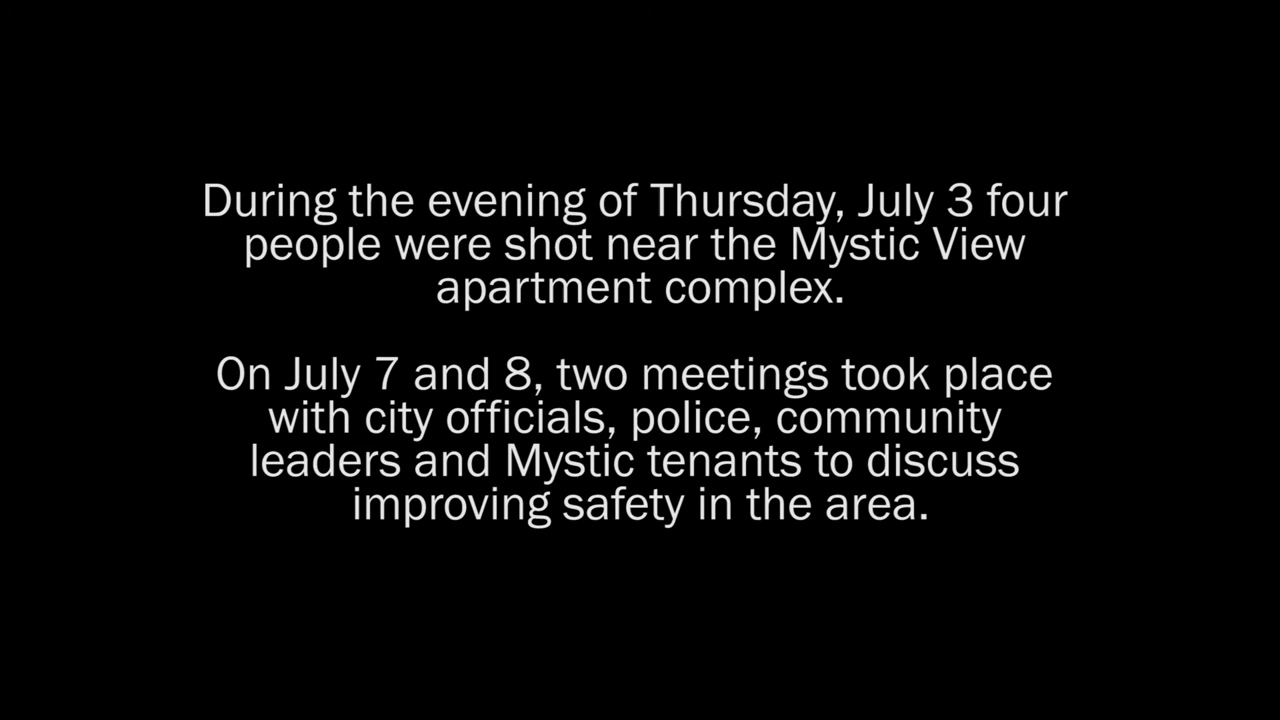 During the evening of Thursday, July 3 four
people were shot near the Mystic View
apartment complex.
On July 7 and 8, two meetings took place
with city officials, police, community
leaders and Mystic tenants to discuss
improving safety in the area.